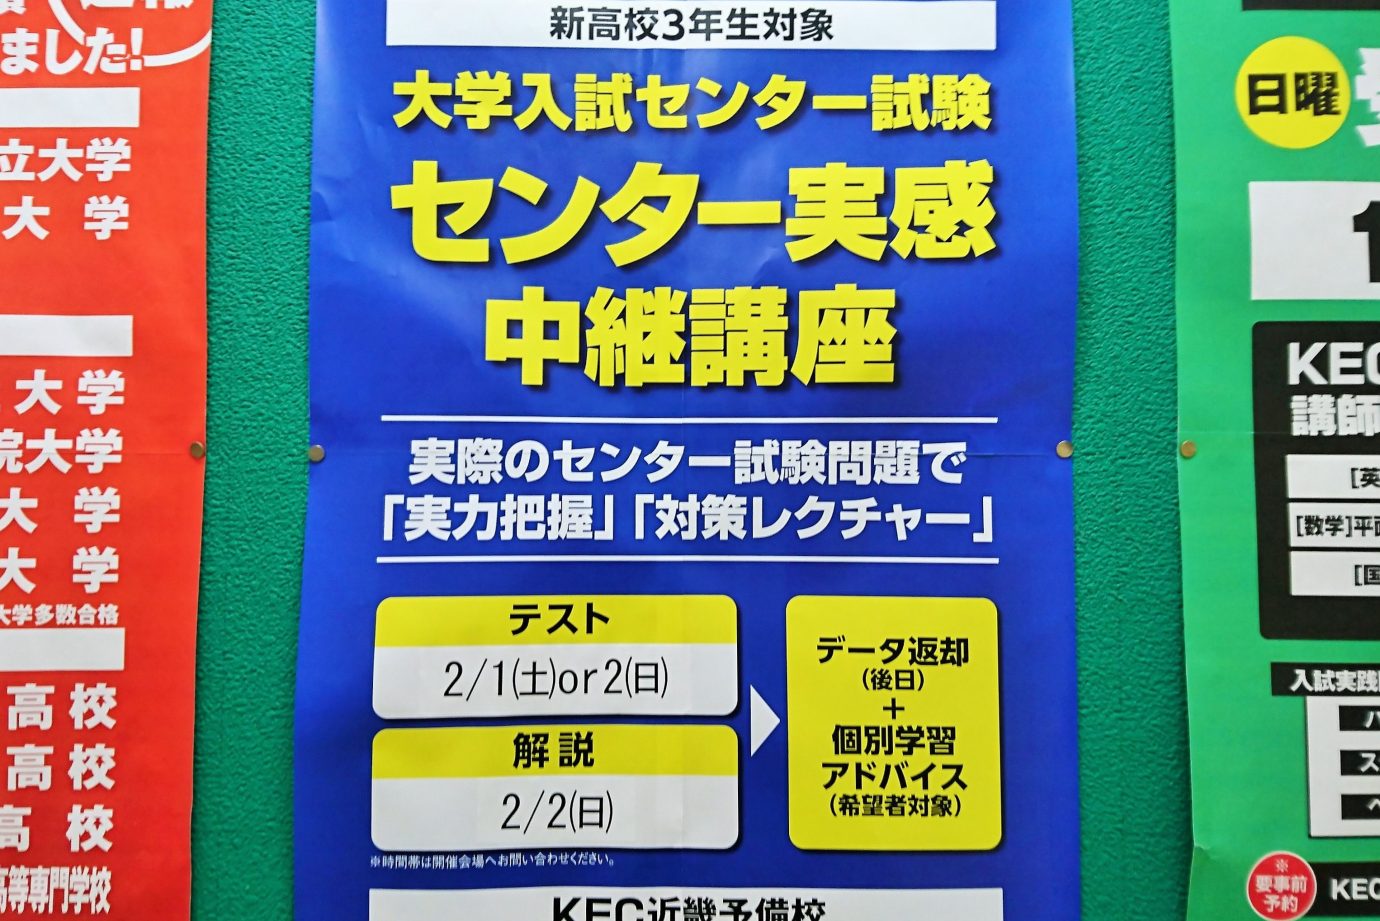 ました!
立大学
大学
大学
院大学
大学
大学
大学多数合格
高校
高校
高校
高等専門学校
新高校3年生対象
大学入試センター試験
センター実感
中継講座
実際のセンター試験問題で
「実力把握」「対策レクチャー」
テスト
2/1(土)or2(日)
解説
2/2(日)
データ返却
(後日)
+
個別学習
アドバイス
(希望者対象)
※時間帯は開催会場へお問い合わせください。
KEC近畿予備校
日曜
1
KEC
講師
[英
[数学]平面
[国
入試実践
ス
※
要事前
予約
KEC